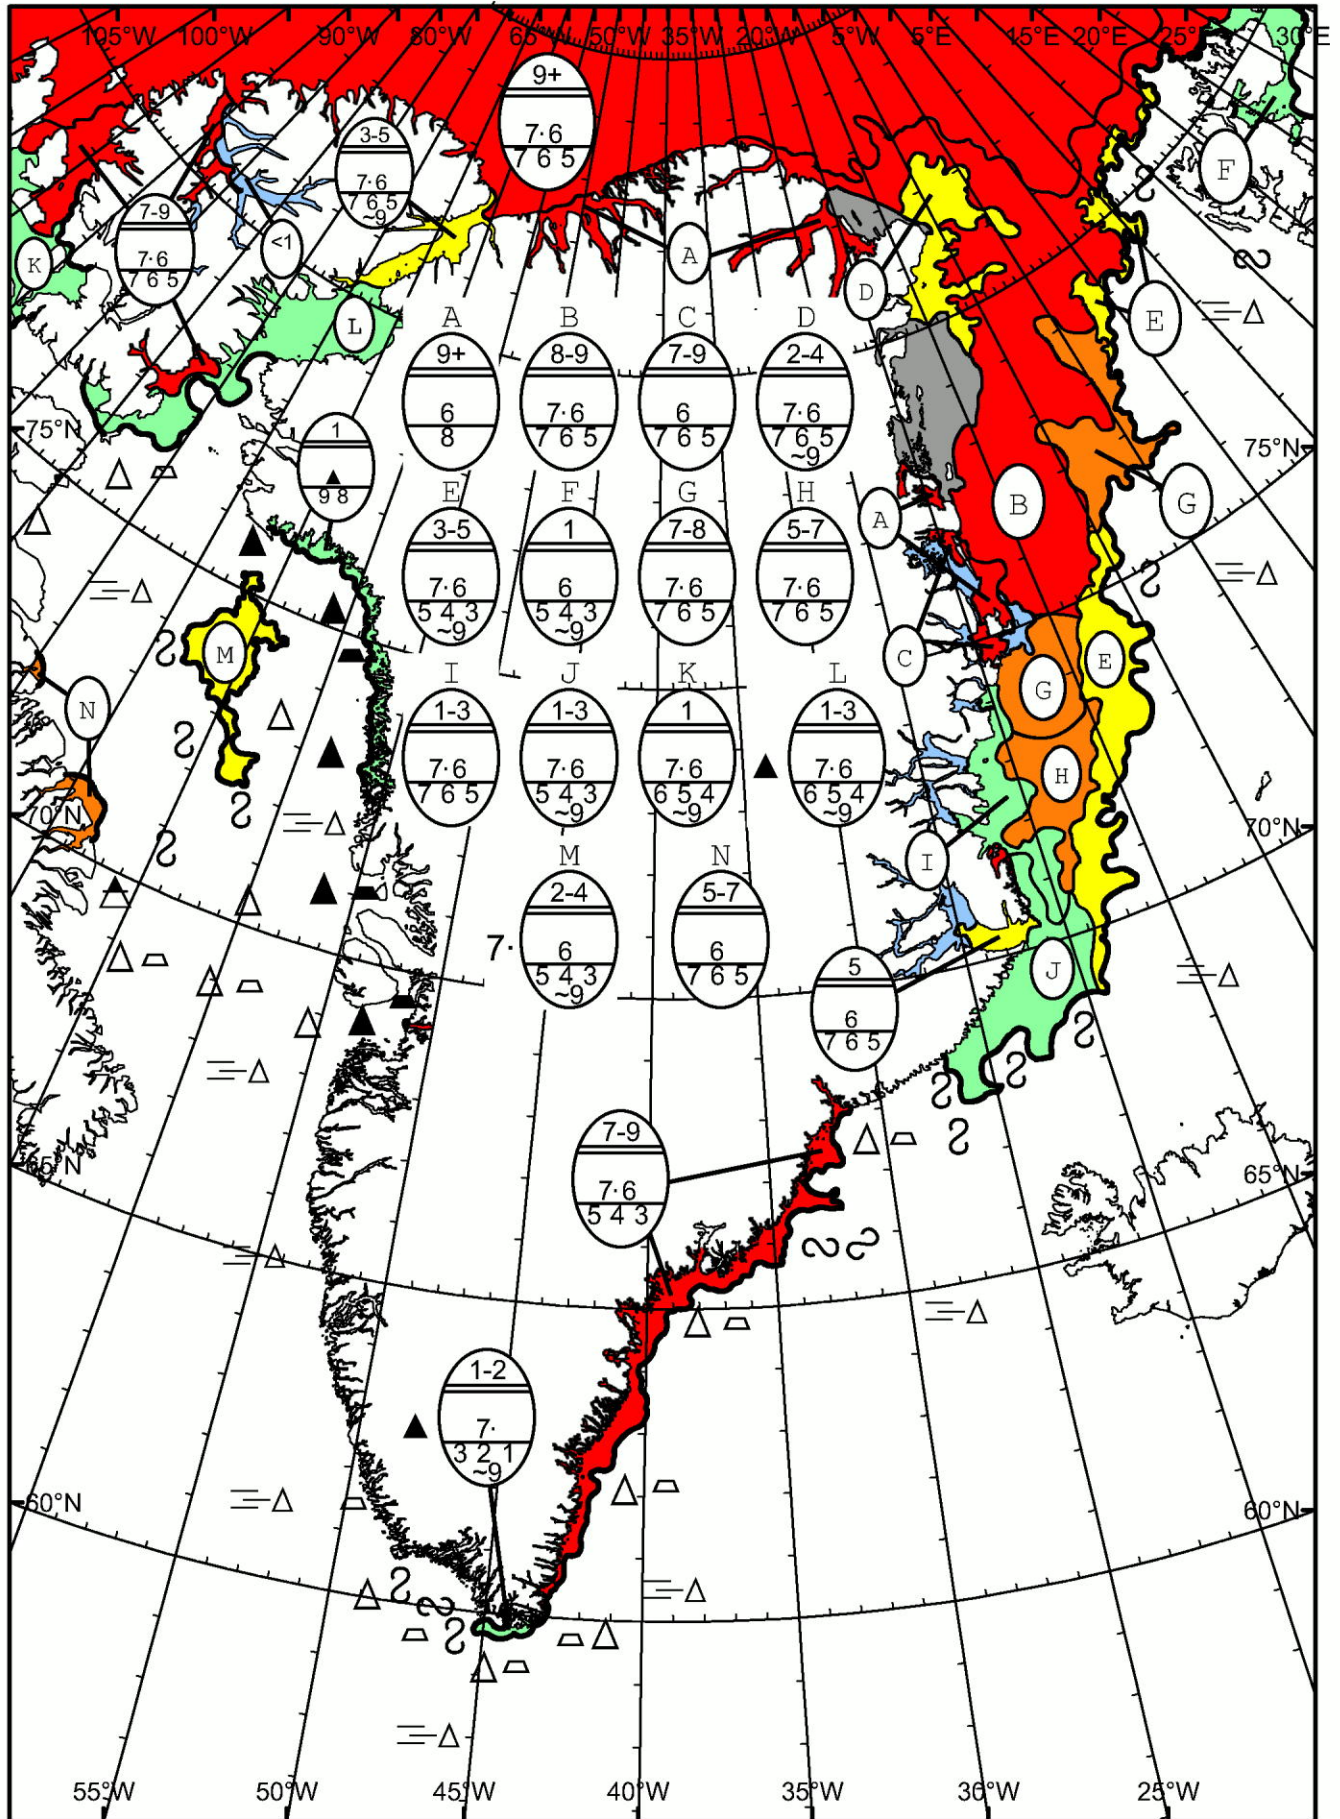 105°W 100°W 90°W 80°W 65°W 50°W 35°W 20°W 5°W 5°E 15°E 20°E 25° 30°E
9+
7·6
7 6 5
3-5
7·6
7 6 5
~9
F
7-9
7·6
7 6 5
<1
K
A
D
E
L
A B C D
9+ 8-9 7-9 2-4
6 7·6 6 7·6
8 7 6 5 7 6 5 7 6 5
~9
75°N
75°N
1
9 8
B
G
A
E F G H
3-5 1 7-8 5-7
7·6 6 7·6 7·6
5 4 3 5 4 3 7 6 5 7 6 5
~9 ~9
M
C
E
G
N
I J K L
1-3 1-3 1 1-3
7·6 7·6 7·6 7·6
7 6 5 5 4 3 6 5 4 6 5 4
~9 ~9 ~9
H
70°N
70°N
I
M N
2-4 5-7
7·
6 6
5 4 3 7 6 5
~9
J
5
6
7 6 5
7-9
7·6
5 4 3
65°N
65°N
1-2
7·
3 2 1
~9
60°N
60°N
55°W 50°W 45°W 40°W 35°W 30°W 25°W